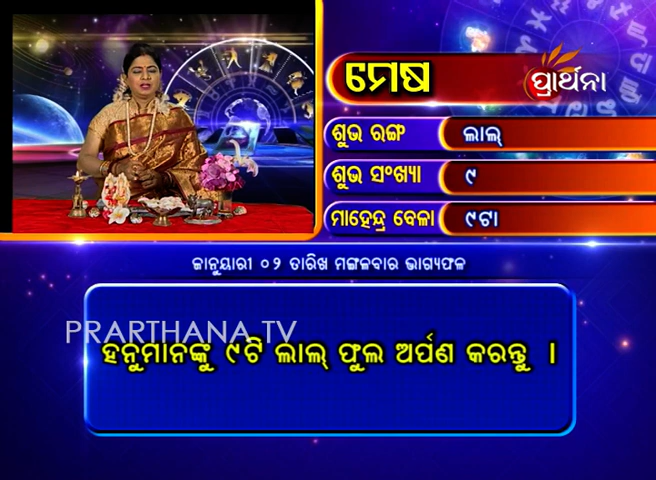 ମେଷ
ପ୍ରାର୍ଥନା
ଶୁଭ ରଙ୍ଗ ଲାଲ୍
ଶୁଭ ସଂଖ୍ୟା ୯
ମାହେନ୍ଦ୍ର ବେଳା ୯ଟା
ଜାନୁୟାରୀ ୦୨ ତାରିଖ ମଙ୍ଗଳବାର ଭାଗ୍ୟଫଳ
PRARTHANA TV
ହନୁମାନଙ୍କୁ ୯ଟି ଲାଲ୍ ଫୁଲ ଅର୍ପଣ କରନ୍ତୁ ।